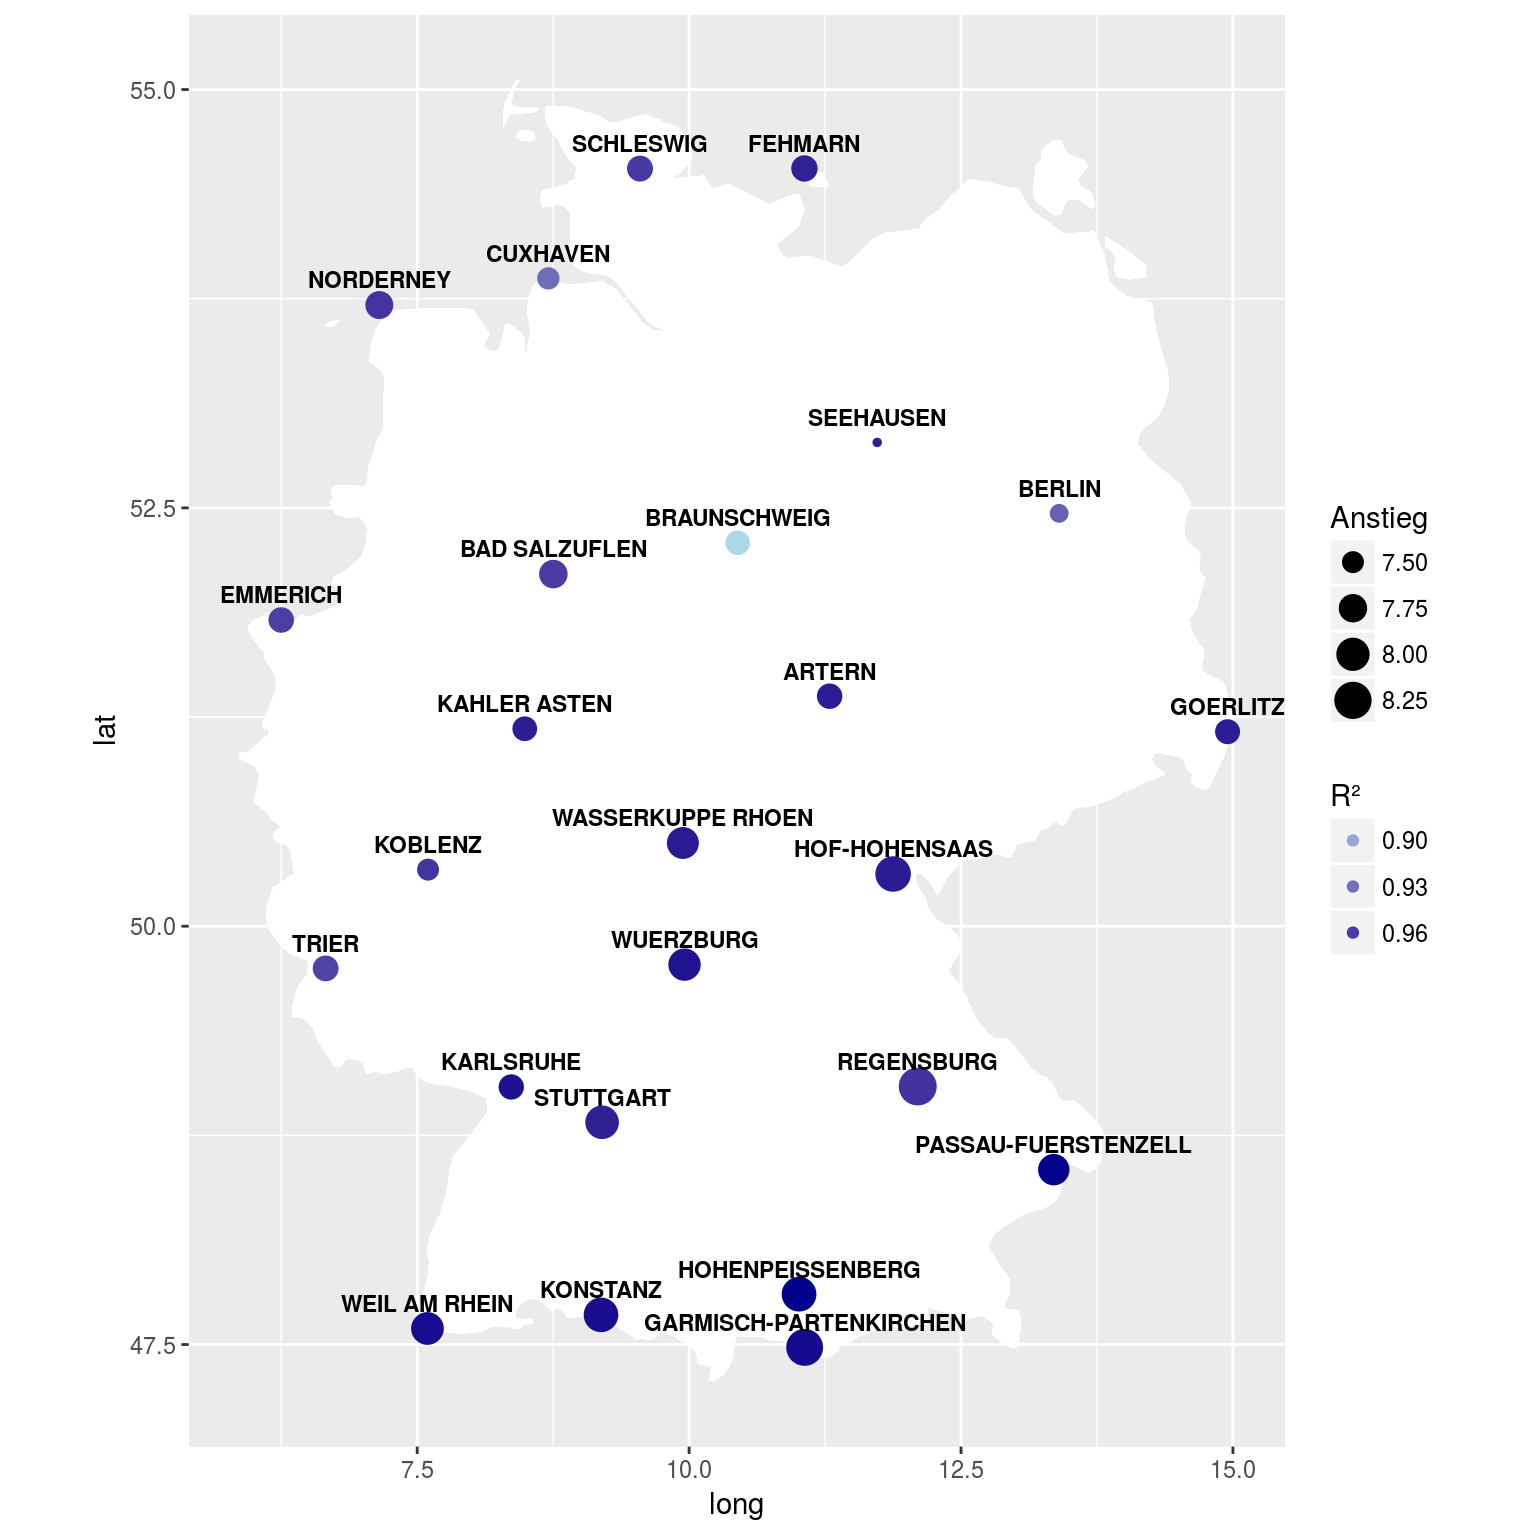 55.0
SCHLESWIG
FEHMARN
CUXHAVEN
NORDERNEY
SEEHAUSEN
BERLIN
52.5
BRAUNSCHWEIG
BAD SALZUFLEN
EMMERICH
ARTERN
KAHLER ASTEN
GOERLITZ
lat
WASSERKUPPE RHOEN
KOBLENZ
HOF-HOHENSAAS
50.0
TRIER
WUERZBURG
KARLSRUHE
REGENSBURG
STUTTGART
PASSAU-FUERSTENZELL
HOHENPEISSENBERG
KONSTANZ
WEIL AM RHEIN
GARMISCH-PARTENKIRCHEN
47.5
7.5
10.0
12.5
15.0
long
Anstieg
7.50
7.75
8.00
8.25
R²
0.90
0.93
0.96